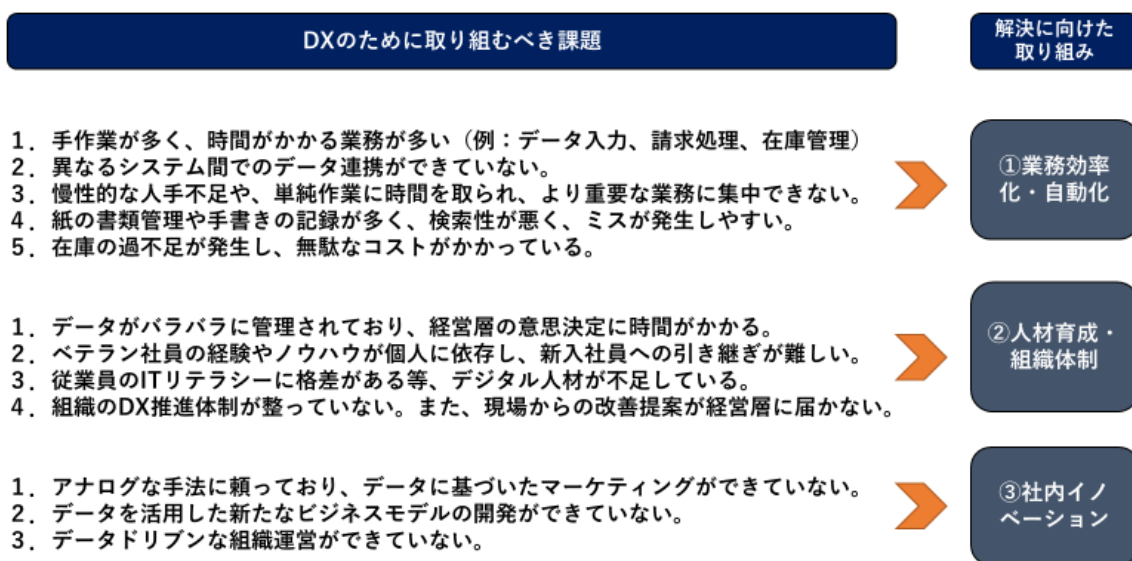 DXのために取り組むべき課題
解決に向けた
取り組み
1. 手作業が多く、時間がかかる業務が多い（例：データ入力、請求処理、在庫管理）
2. 異なるシステム間でのデータ連携ができていない。
3. 慢性的な人手不足や、単純作業に時間を取られ、より重要な業務に集中できない。
4. 紙の書類管理や手書きの記録が多く、検索性が悪く、ミスが発生しやすい。
5. 在庫の過不足が発生し、無駄なコストがかかっている。
①業務効率
化・自動化
1. データがバラバラに管理されており、経営層の意思決定に時間がかかる。
2. ベテラン社員の経験やノウハウが個人に依存し、新入社員への引き継ぎが難しい。
3. 従業員のITリテラシーに格差がある等、デジタル人材が不足している。
4. 組織のDX推進体制が整っていない。また、現場からの改善提案が経営層に届かない。
②人材育成・
組織体制
1. アナログな手法に頼っており、データに基づいたマーケティングができていない。
2. データを活用した新たなビジネスモデルの開発ができていない。
3. データドリブンな組織運営ができていない。
③社内イノ
ベーション